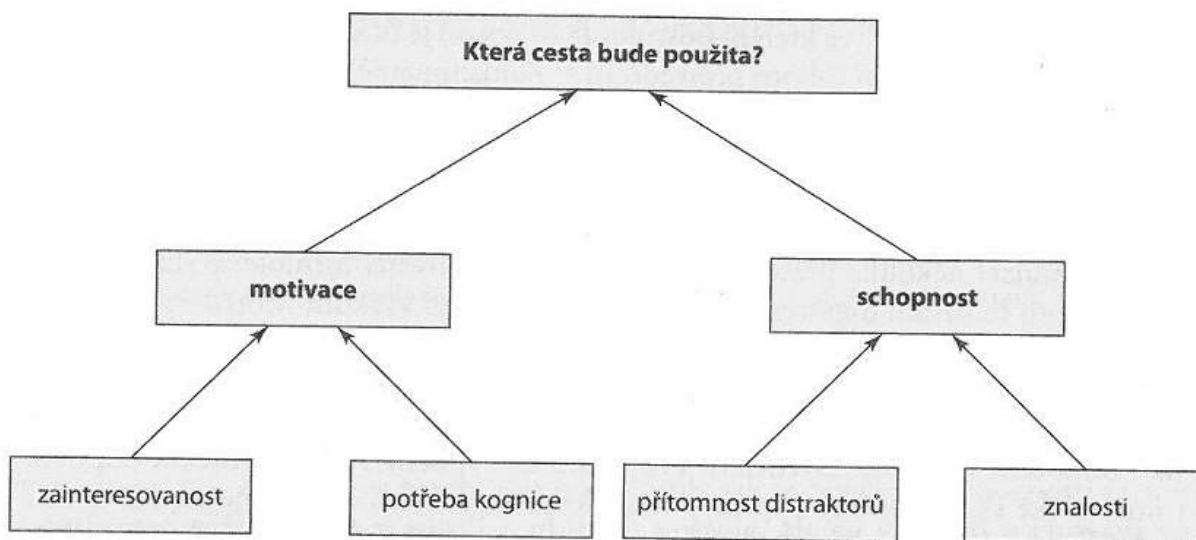 Která cesta bude použita?
motivace
schopnost
zainteresovanost
potřeba kognice
přítomnost distraktorů
znalosti